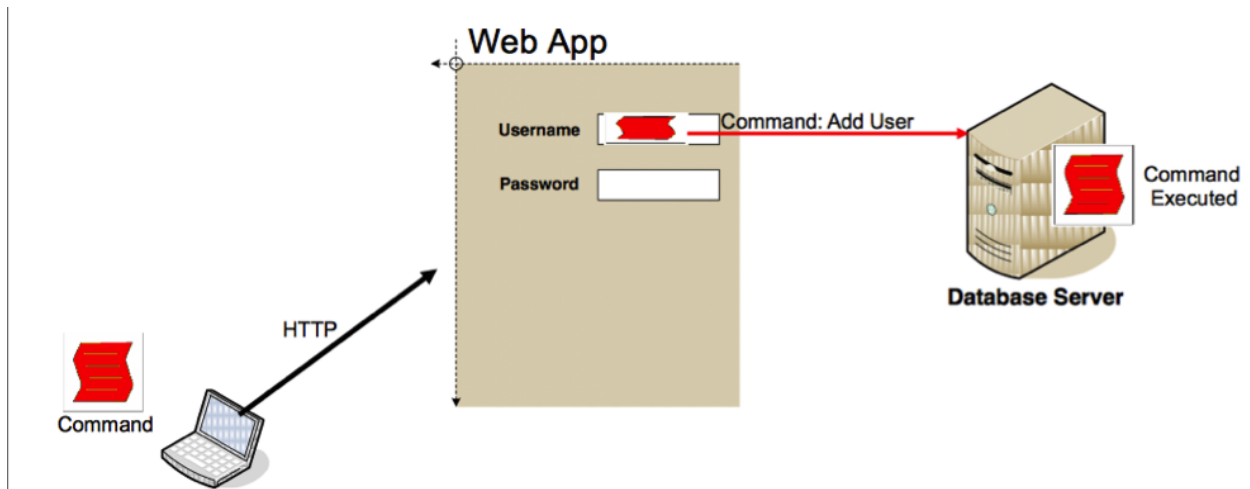 Web App
Username
Command: Add User
Password
Command
Executed
Database Server
HTTP
Command